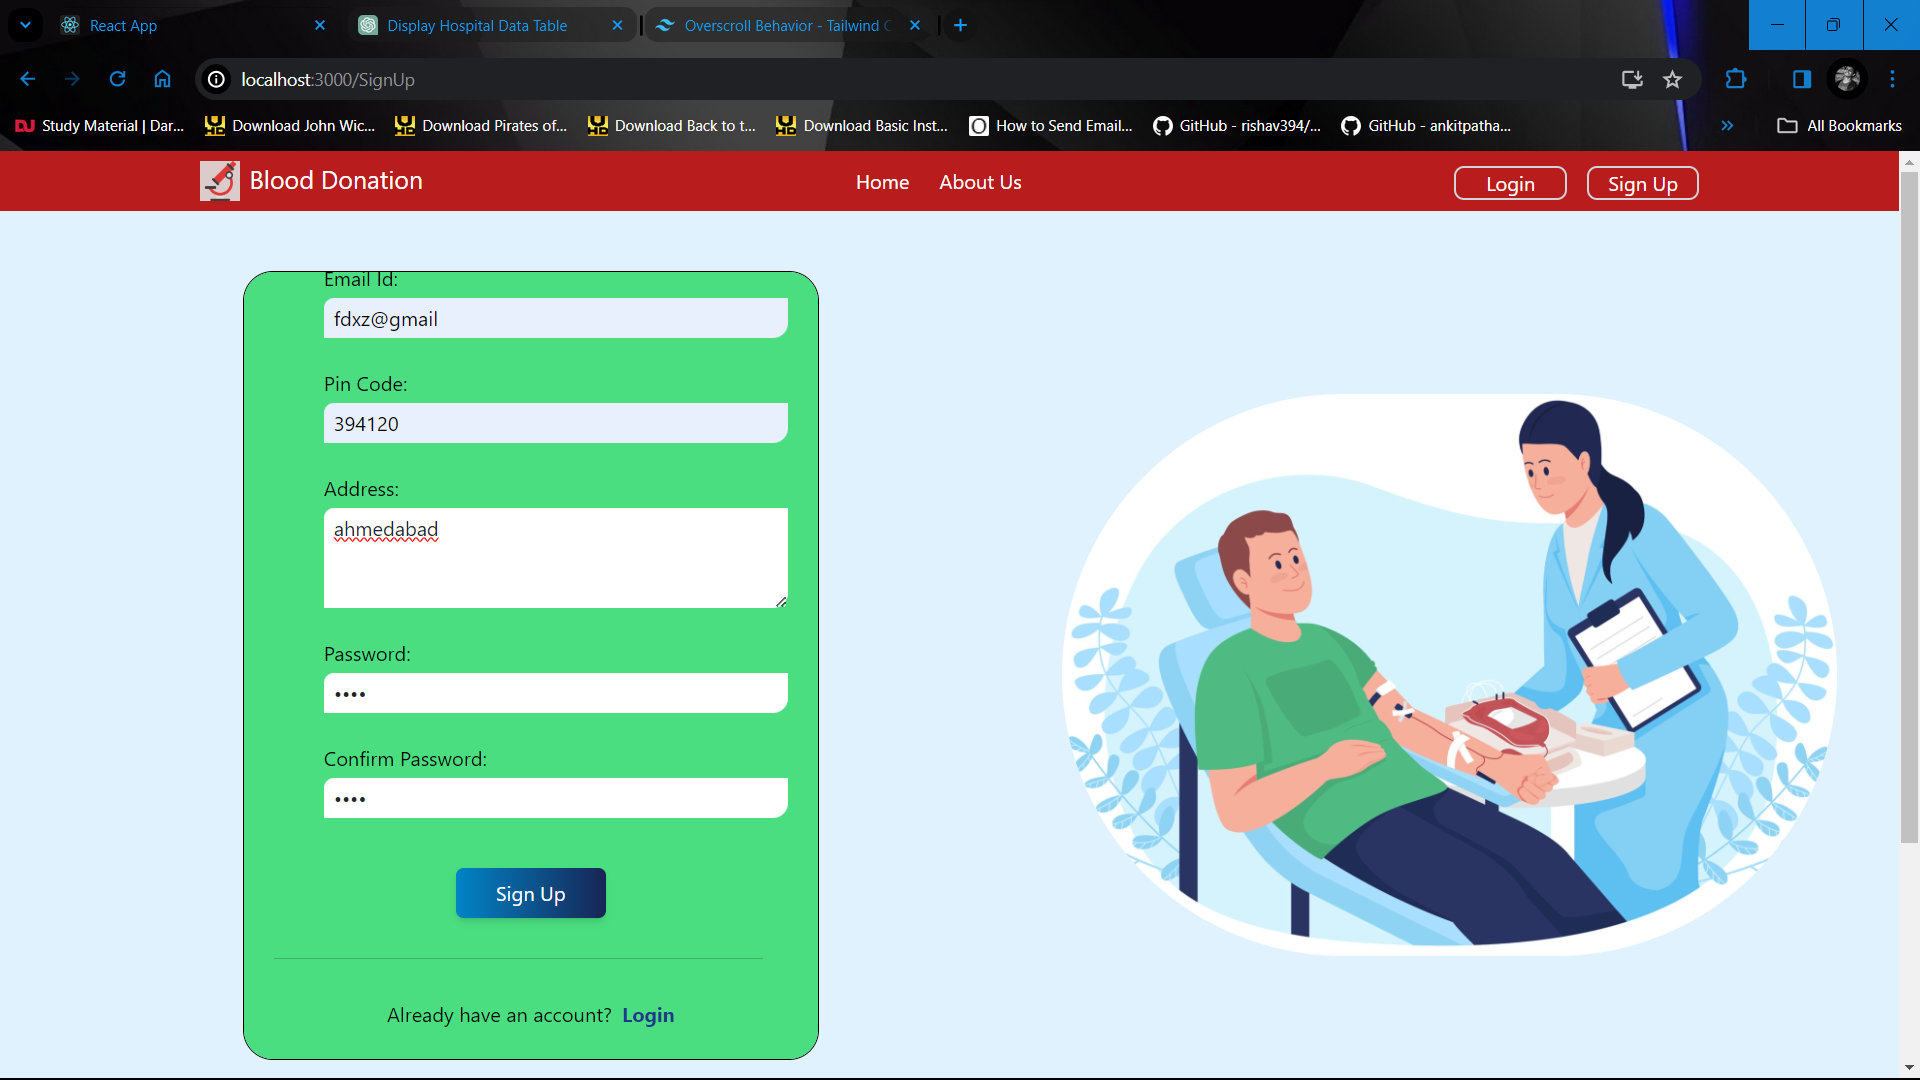 React App
Display Hospital Data Table
Overscroll Behavior - Tailwind C
localhost:3000/SignUp
Study Material | Dar...
Download John Wic...
Download Pirates of...
Download Back to t...
Download Basic Inst...
How to Send Email...
GitHub - rishav394/...
GitHub - ankitpatha...
All Bookmarks
Blood Donation
Home
About Us
Login
Sign Up
Email Id:
fdxz@gmail
Pin Code:
394120
Address:
ahmedabad
Password:
••••
Confirm Password:
••••
Sign Up
Already have an account? Login